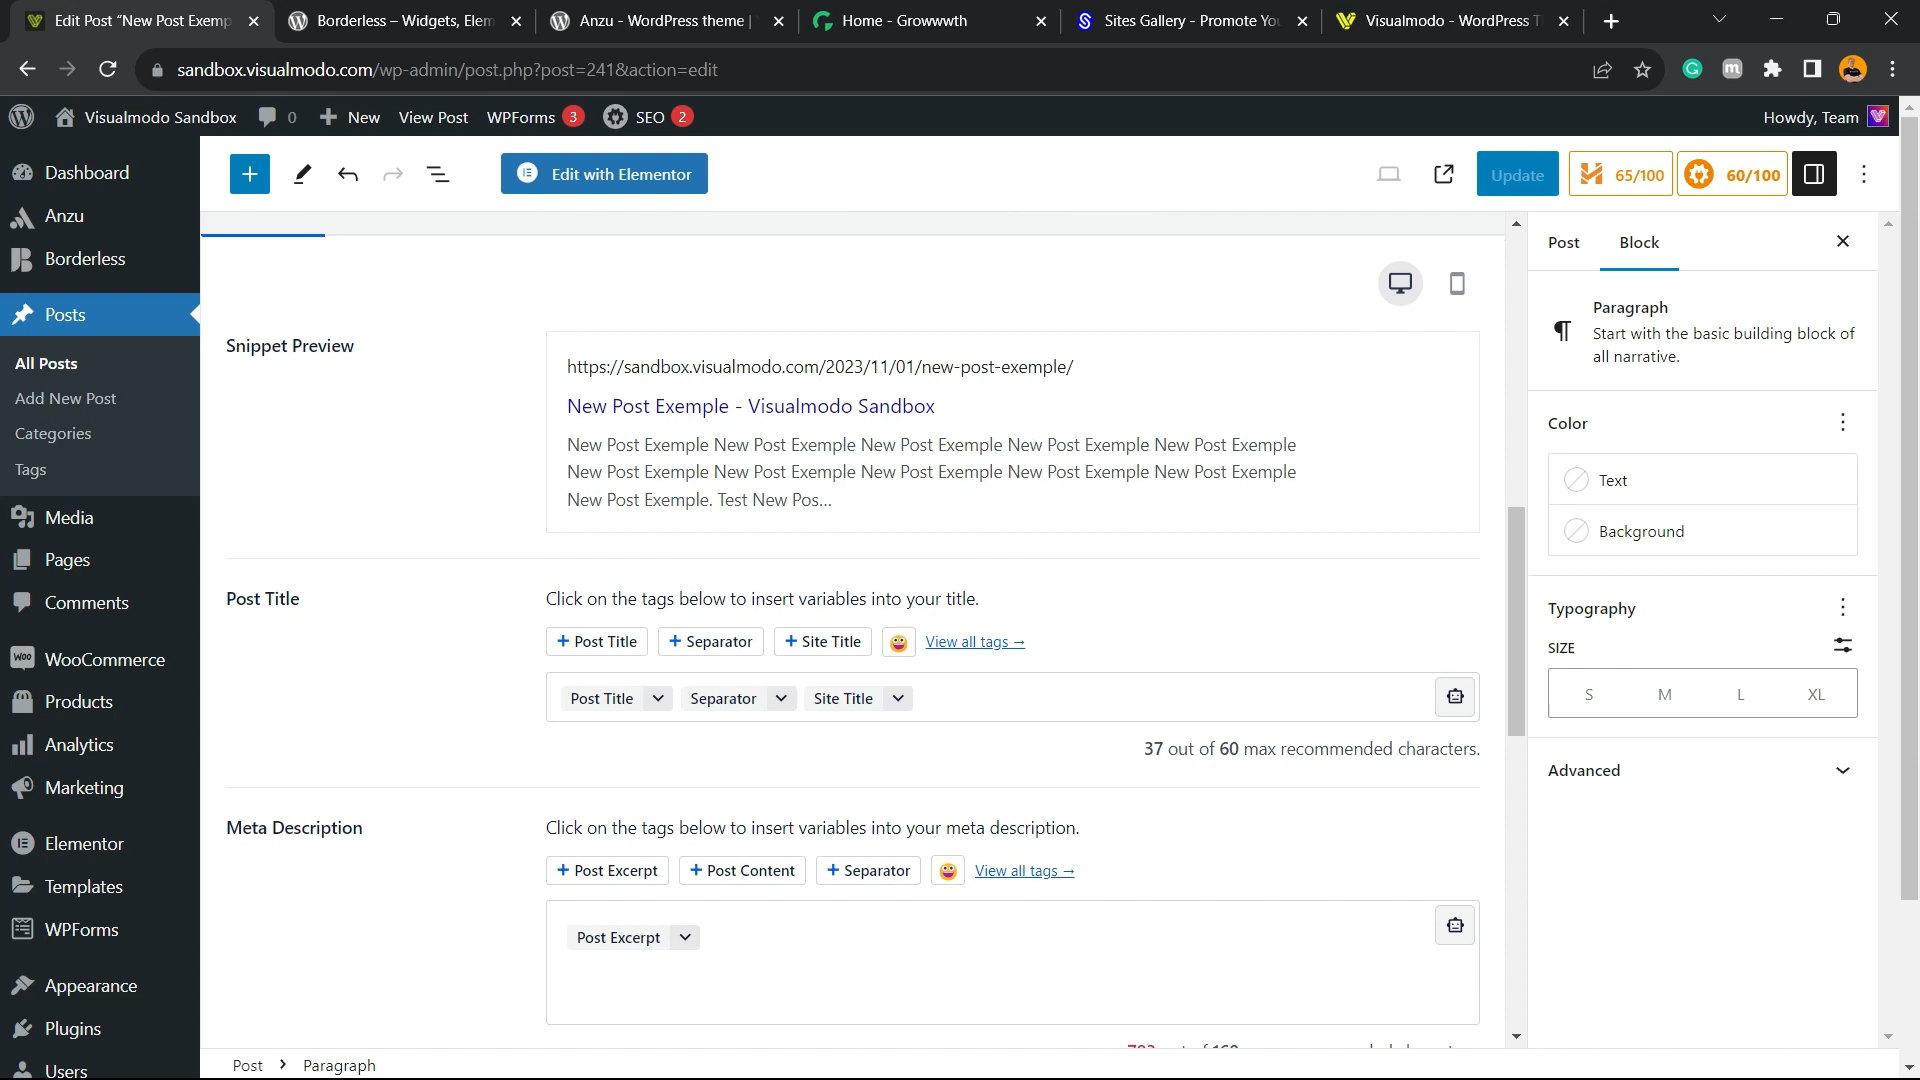 Edit Post “New Post Exemp
Borderless – Widgets, Elem
Anzu - WordPress theme |
Home - Growwwth
Sites Gallery - Promote You
Visualmodo - WordPress T
sandbox.visualmodo.com/wp-admin/post.php?post=241&action=edit
Visualmodo Sandbox
0
New
View Post
WPForms 3
SEO 2
Howdy, Team
Dashboard
Anzu
Borderless
Posts
All Posts
Add New Post
Categories
Tags
Media
Pages
Comments
WooCommerce
Products
Analytics
Marketing
Elementor
Templates
WPForms
Appearance
Plugins
Users
Edit with Elementor
Update
65/100
60/100
Snippet Preview
https://sandbox.visualmodo.com/2023/11/01/new-post-exemple/
New Post Exemple - Visualmodo Sandbox
New Post Exemple New Post Exemple New Post Exemple New Post Exemple New Post Exemple
New Post Exemple New Post Exemple New Post Exemple New Post Exemple New Post Exemple
New Post Exemple. Test New Pos...
Post Title
Click on the tags below to insert variables into your title.
+ Post Title
+ Separator
+ Site Title
View all tags →
Post Title
Separator
Site Title
37 out of 60 max recommended characters.
Meta Description
Click on the tags below to insert variables into your meta description.
+ Post Excerpt
+ Post Content
+ Separator
View all tags →
Post Excerpt
Post › Paragraph
Post
Block
Paragraph
Start with the basic building block of
all narrative.
Color
Text
Background
Typography
SIZE
S M L XL
Advanced